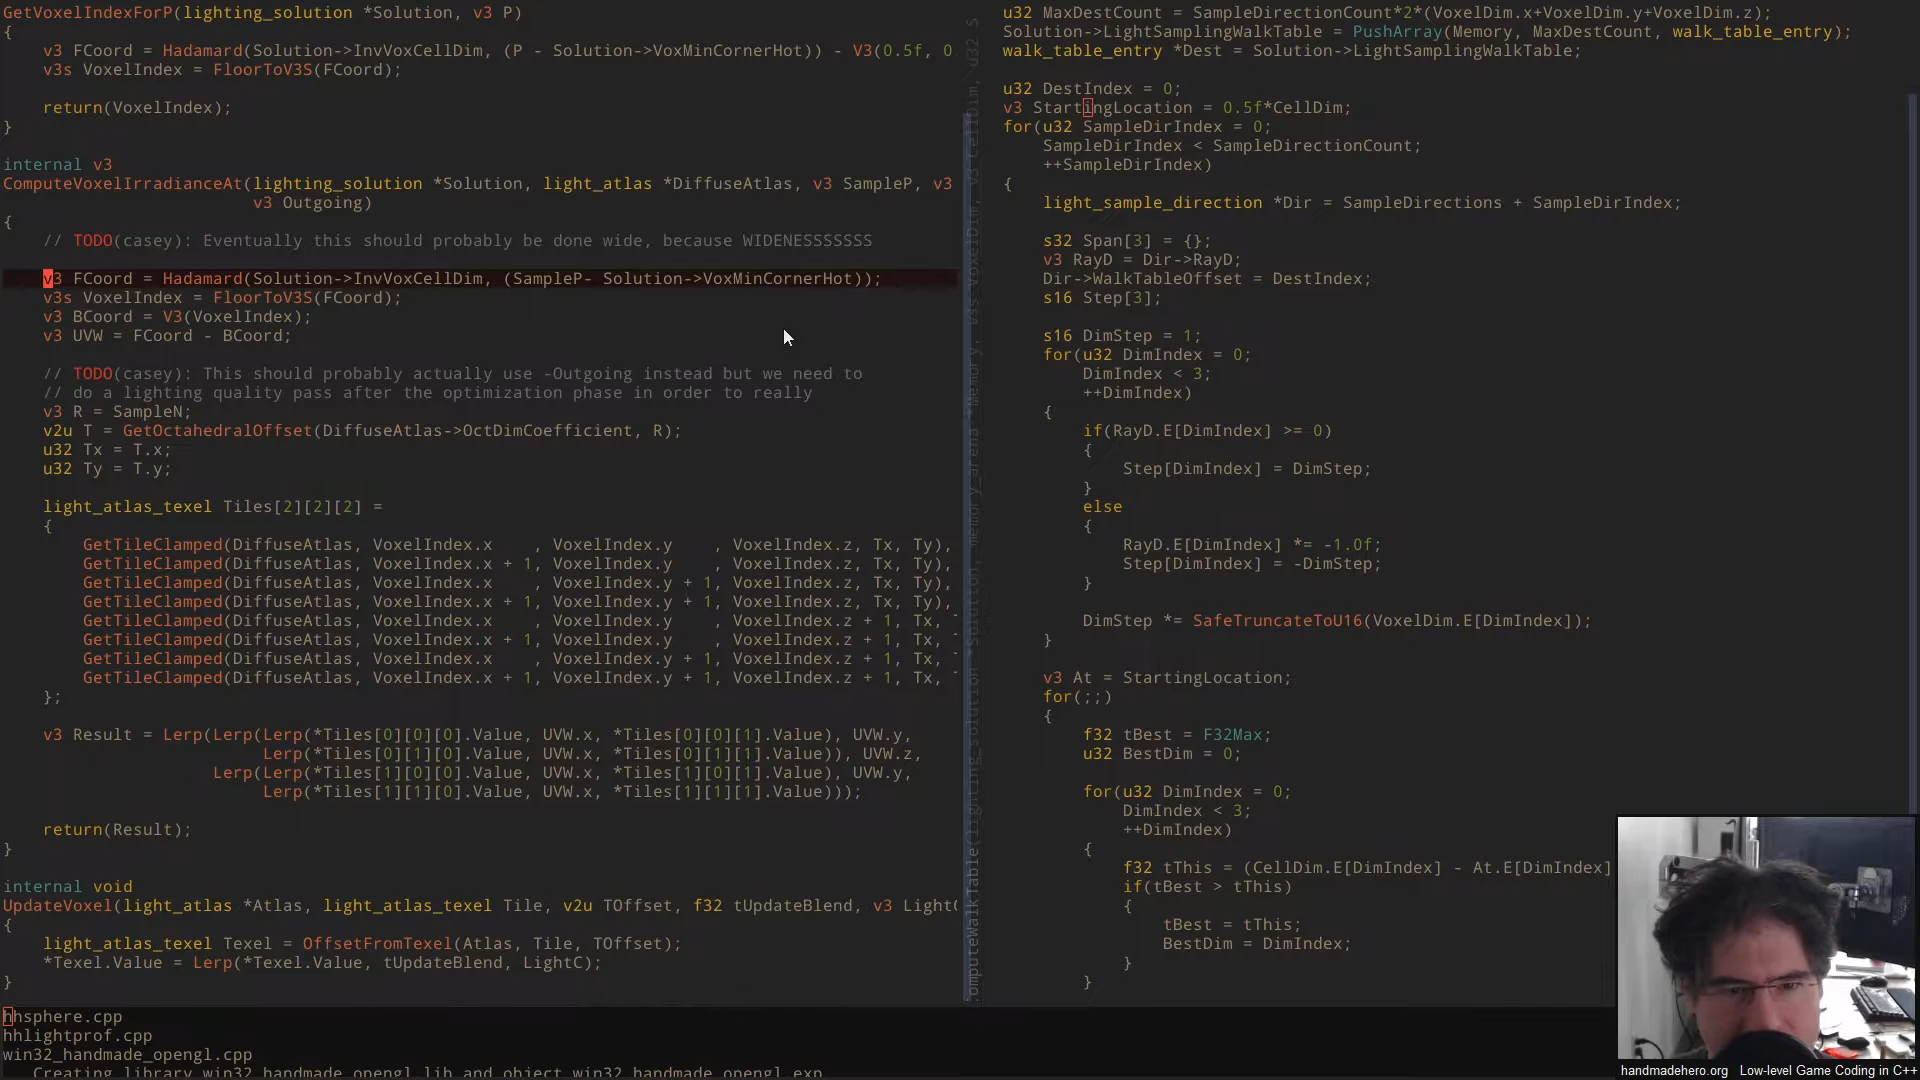 GetVoxelIndexForP(lighting_solution *Solution, v3 P)
{
v3 FCoord = Hadamard(Solution->InvVoxCellDim, (P - Solution->VoxMinCornerHot)) - V3(0.5f, 0
v3s VoxelIndex = FloorToV3S(FCoord);
return(VoxelIndex);
}
internal v3
ComputeVoxelIrradianceAt(lighting_solution *Solution, light_atlas *DiffuseAtlas, v3 SampleP, v3
v3 Outgoing)
{
// TODO(casey): Eventually this should probably be done wide, because WIDENESSSSSSS
v3 FCoord = Hadamard(Solution->InvVoxCellDim, (SampleP- Solution->VoxMinCornerHot));
v3s VoxelIndex = FloorToV3S(FCoord);
v3 BCoord = V3(VoxelIndex);
v3 UVW = FCoord - BCoord;
// TODO(casey): This should probably actually use -Outgoing instead but we need to
// do a lighting quality pass after the optimization phase in order to really
v3 R = SampleN;
v2u T = GetOctahedralOffset(DiffuseAtlas->OctDimCoefficient, R);
u32 Tx = T.x;
u32 Ty = T.y;
light_atlas_texel Tiles[2][2][2] =
{
GetTileClamped(DiffuseAtlas, VoxelIndex.x    , VoxelIndex.y    , VoxelIndex.z, Tx, Ty),
GetTileClamped(DiffuseAtlas, VoxelIndex.x + 1, VoxelIndex.y    , VoxelIndex.z, Tx, Ty),
GetTileClamped(DiffuseAtlas, VoxelIndex.x    , VoxelIndex.y + 1, VoxelIndex.z, Tx, Ty),
GetTileClamped(DiffuseAtlas, VoxelIndex.x + 1, VoxelIndex.y + 1, VoxelIndex.z, Tx, Ty),
GetTileClamped(DiffuseAtlas, VoxelIndex.x    , VoxelIndex.y    , VoxelIndex.z + 1, Tx,
GetTileClamped(DiffuseAtlas, VoxelIndex.x + 1, VoxelIndex.y    , VoxelIndex.z + 1, Tx,
GetTileClamped(DiffuseAtlas, VoxelIndex.x    , VoxelIndex.y + 1, VoxelIndex.z + 1, Tx,
GetTileClamped(DiffuseAtlas, VoxelIndex.x + 1, VoxelIndex.y + 1, VoxelIndex.z + 1, Tx,
};
v3 Result = Lerp(Lerp(Lerp(*Tiles[0][0][0].Value, UVW.x, *Tiles[0][0][1].Value), UVW.y,
Lerp(*Tiles[0][1][0].Value, UVW.x, *Tiles[0][1][1].Value)), UVW.z,
Lerp(Lerp(*Tiles[1][0][0].Value, UVW.x, *Tiles[1][0][1].Value), UVW.y,
Lerp(*Tiles[1][1][0].Value, UVW.x, *Tiles[1][1][1].Value)));
return(Result);
}
internal void
UpdateVoxel(light_atlas *Atlas, light_atlas_texel Tile, v2u TOffset, f32 tUpdateBlend, v3 LightC
{
light_atlas_texel Texel = OffsetFromTexel(Atlas, Tile, TOffset);
*Texel.Value = Lerp(*Texel.Value, tUpdateBlend, LightC);
}
hhsphere.cpp
hhlightprof.cpp
win32_handmade_opengl.cpp
Creating library win32_handmade_opengl.lib and object win32_handmade_opengl.exp
u32 MaxDestCount = SampleDirectionCount*2*(VoxelDim.x+VoxelDim.y+VoxelDim.z);
Solution->LightSamplingWalkTable = PushArray(Memory, MaxDestCount, walk_table_entry);
walk_table_entry *Dest = Solution->LightSamplingWalkTable;
u32 DestIndex = 0;
v3 StartingLocation = 0.5f*CellDim;
for(u32 SampleDirIndex = 0;
SampleDirIndex < SampleDirectionCount;
++SampleDirIndex)
{
light_sample_direction *Dir = SampleDirections + SampleDirIndex;
s32 Span[3] = {};
v3 RayD = Dir->RayD;
Dir->WalkTableOffset = DestIndex;
s16 Step[3];
s16 DimStep = 1;
for(u32 DimIndex = 0;
DimIndex < 3;
++DimIndex)
{
if(RayD.E[DimIndex] >= 0)
{
Step[DimIndex] = DimStep;
}
else
{
RayD.E[DimIndex] *= -1.0f;
Step[DimIndex] = -DimStep;
}
DimStep *= SafeTruncateToU16(VoxelDim.E[DimIndex]);
}
v3 At = StartingLocation;
for(;;)
{
f32 tBest = F32Max;
u32 BestDim = 0;
for(u32 DimIndex = 0;
DimIndex < 3;
++DimIndex)
{
f32 tThis = (CellDim.E[DimIndex] - At.E[DimIndex]
if(tBest > tThis)
{
tBest = tThis;
BestDim = DimIndex;
}
}
handmadehero.org Low-level Game Coding in C++